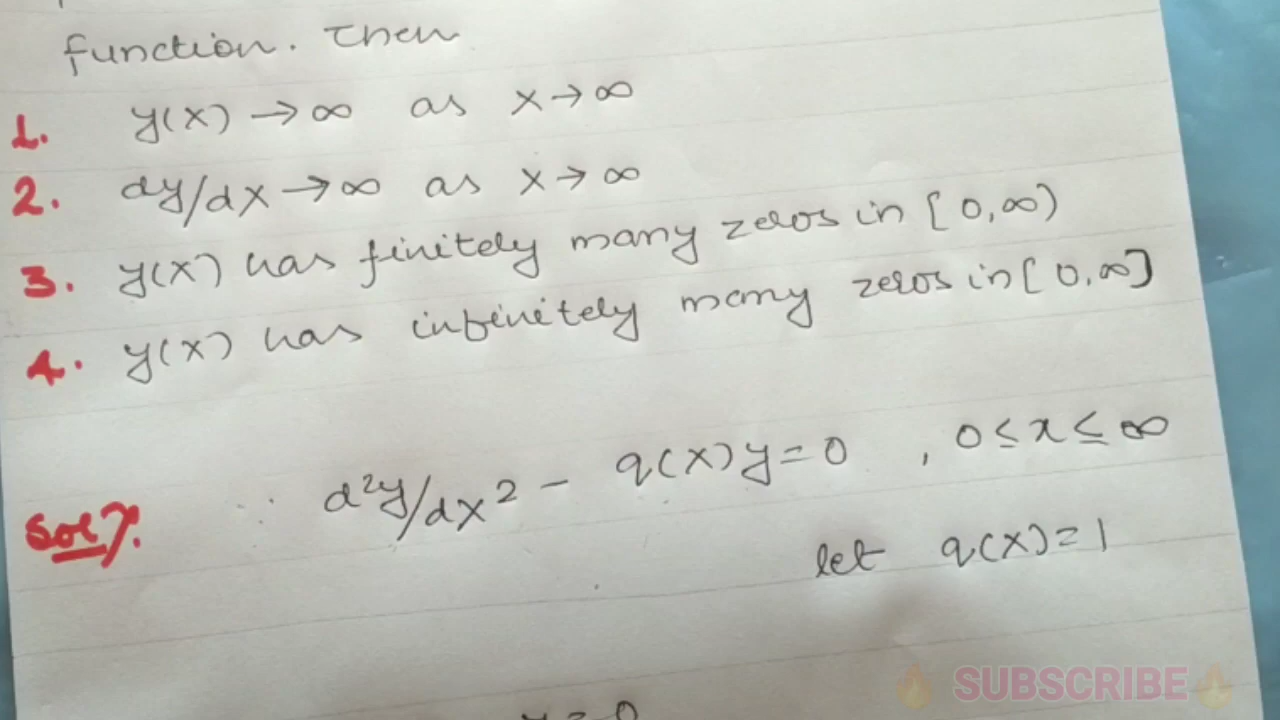 function. Then
1. y(x) → ∞ as x → ∞
2. dy/dx → ∞ as x → ∞
3. y(x) has finitely many zeros in [0,∞)
4. y(x) has infinitely many zeros in [0,∞]
Sol". d²y/dx² - q(x)y=0 , 0≤x≤∞
let q(x)=1
SUBSCRIBE